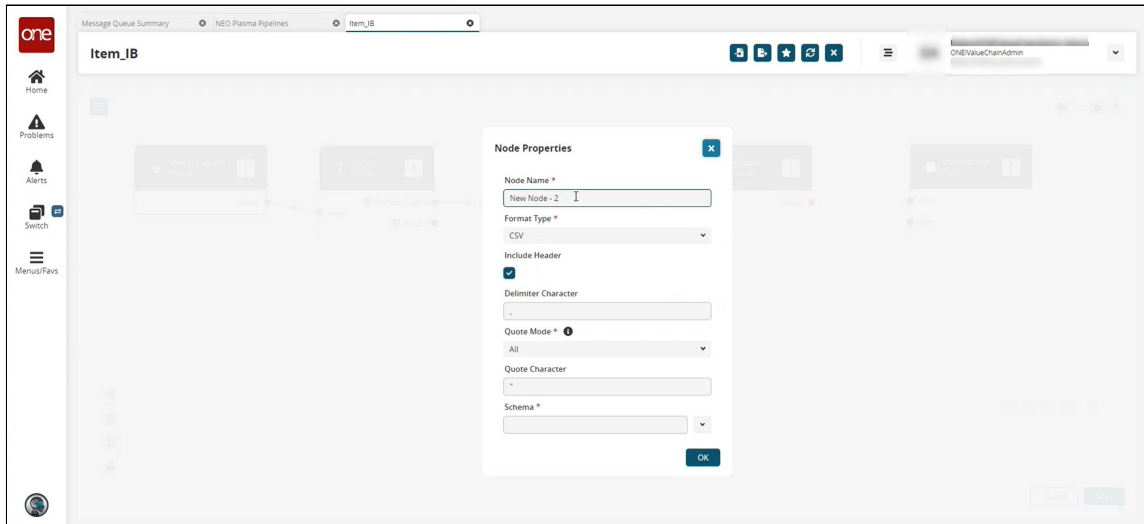 one
Message Queue Summary
NEO Plasma Pipelines
Item_IB
Item_IB
ONEValueChainAdmin
Home
Problems
Alerts
Switch
Menus/Favs
Node Properties
Node Name *
New Node - 2
Format Type *
CSV
Include Header
Delimiter Character
,
Quote Mode *
All
Quote Character
"
Schema *
OK